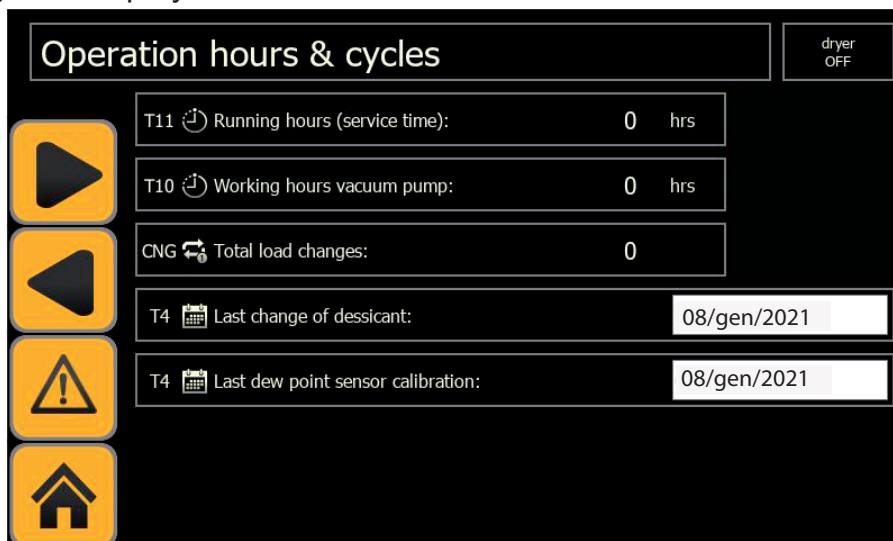 Operation hours & cycles
dryer
OFF
T11 Running hours (service time): 0 hrs
T10 Working hours vacuum pump: 0 hrs
CNG Total load changes: 0
T4 Last change of dessicant: 08/gen/2021
T4 Last dew point sensor calibration: 08/gen/2021